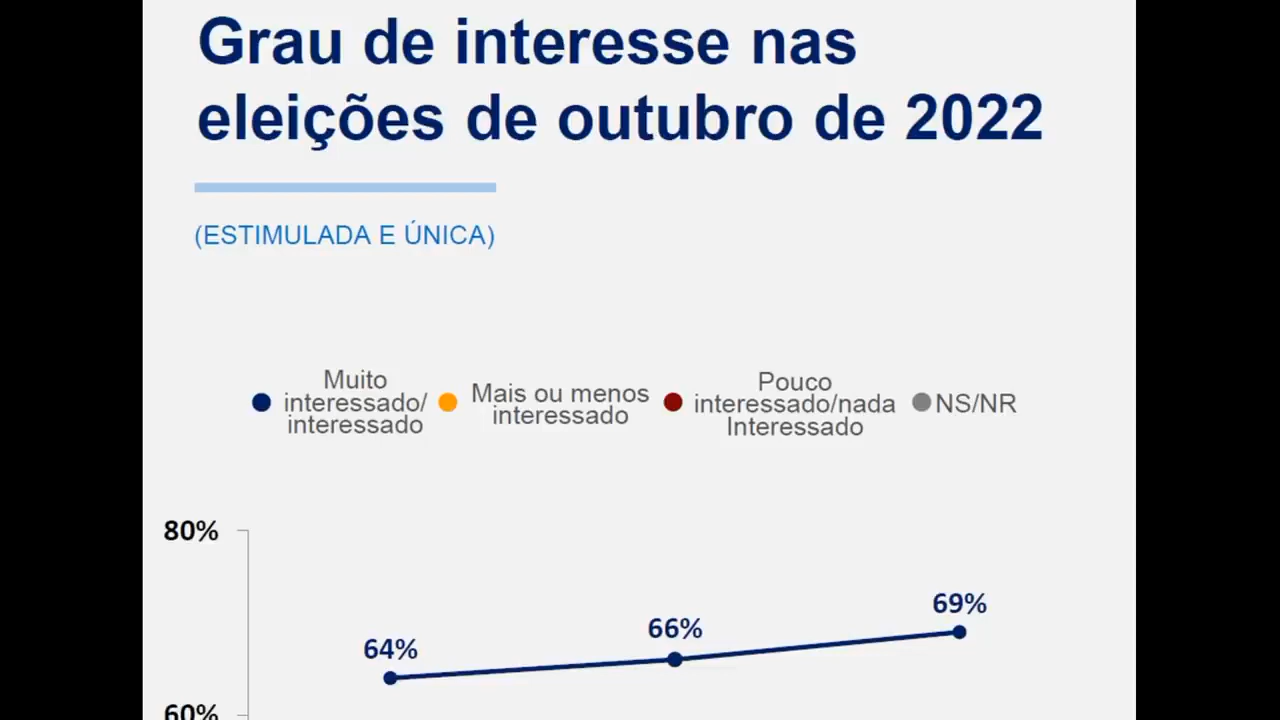 Grau de interesse nas
eleições de outubro de 2022
(ESTIMULADA E ÚNICA)
Muito
interessado/
interessado
Mais ou menos
interessado
Pouco
interessado/nada
Interessado
NS/NR
80%
64%
66%
69%
60%